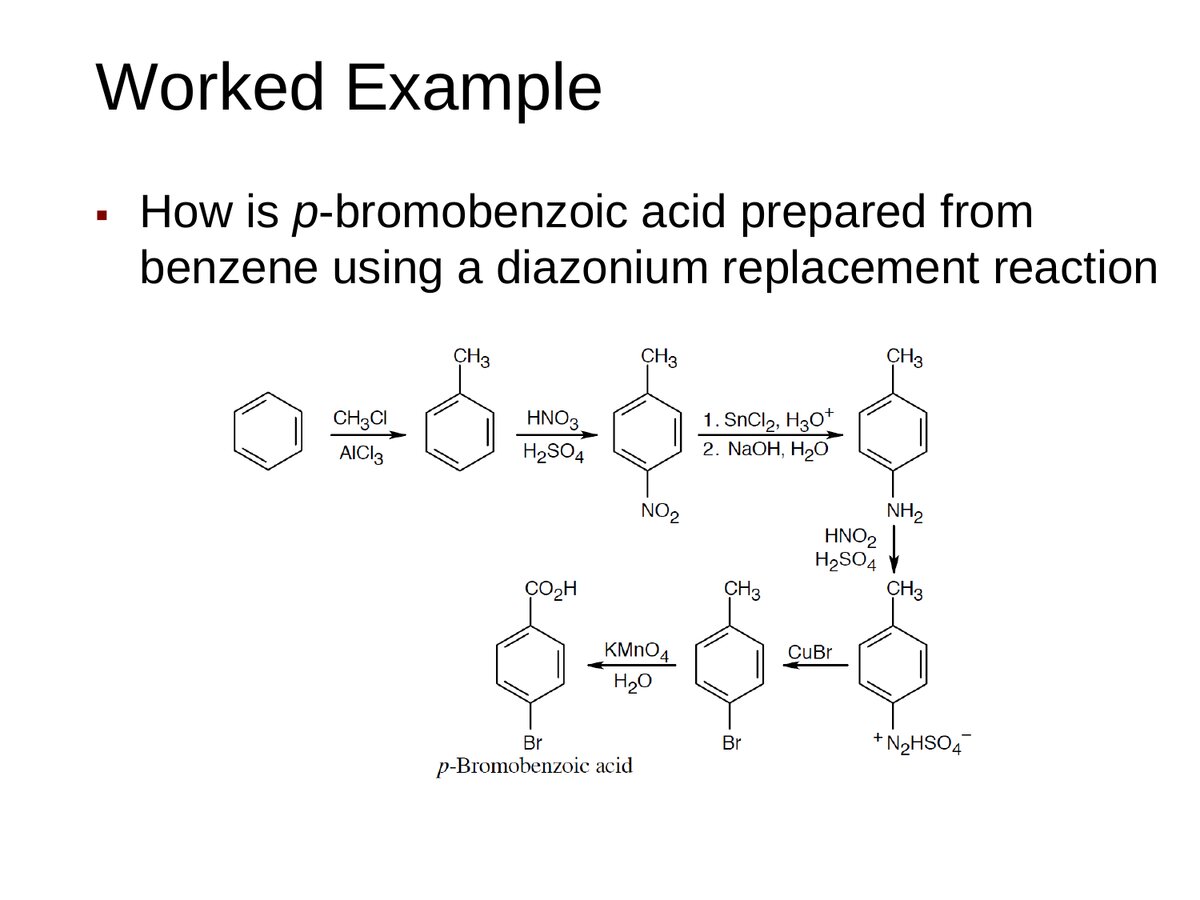 Worked Example
▪ How is p-bromobenzoic acid prepared from
benzene using a diazonium replacement reaction
CH₃ CH₃ CH₃
CH₃Cl HNO₃ 1. SnCl₂, H₃O⁺
AlCl₃ H₂SO₄ 2. NaOH, H₂O
NO₂ NH₂
HNO₂
H₂SO₄
CO₂H CH₃ CH₃
KMnO₄ CuBr
H₂O
Br Br ⁺N₂HSO₄⁻
p-Bromobenzoic acid